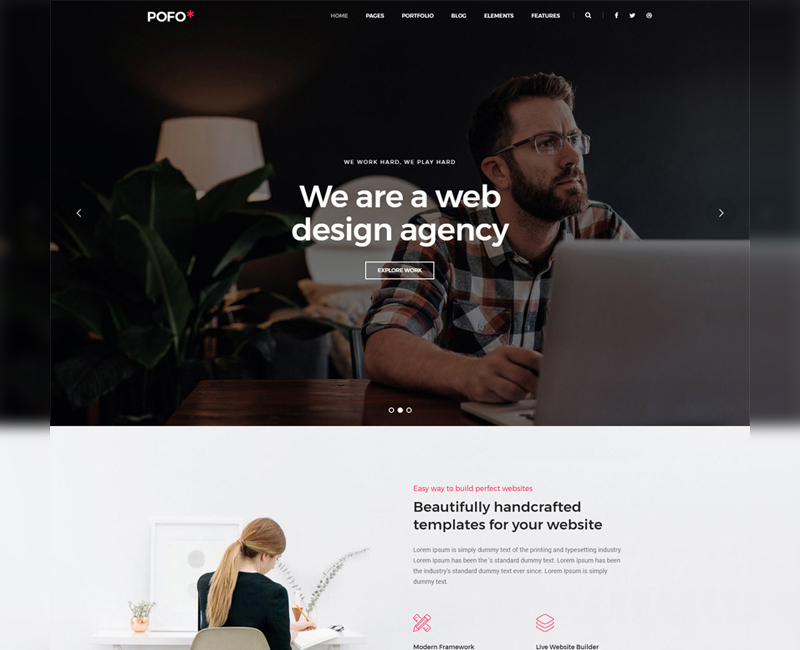 POFO*
HOME PAGES PORTFOLIO BLOG ELEMENTS FEATURES
WE WORK HARD, WE PLAY HARD
We are a web
design agency
EXPLORE WORK
Easy way to build perfect websites
Beautifully handcrafted
templates for your website
Lorem Ipsum is simply dummy text of the printing and typesetting industry.
Lorem Ipsum has been the 's standard dummy text. Lorem Ipsum has been
the industry's standard dummy text ever since. Lorem Ipsum is simply
dummy text.
Modern Framework Live Website Builder